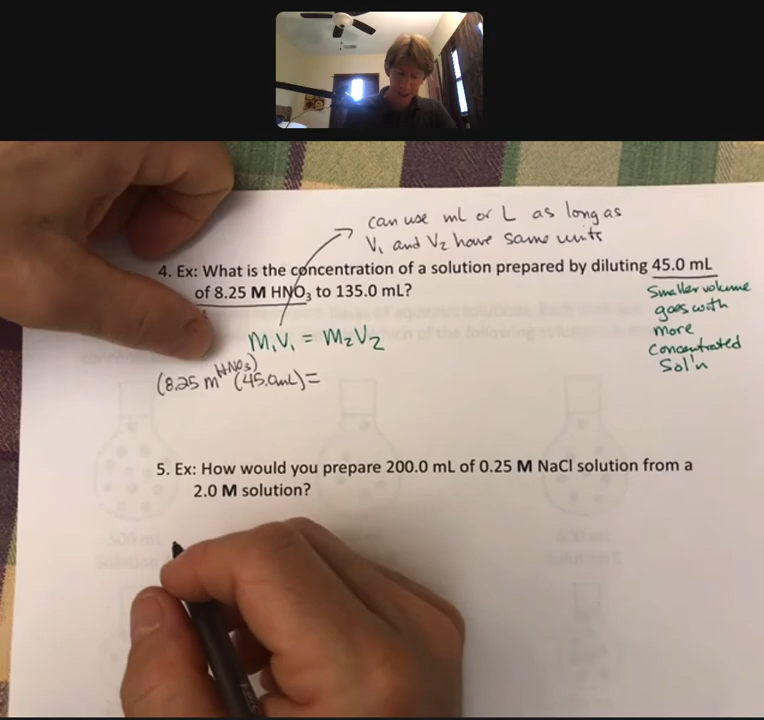 can use mL or L as long as
V₁ and V₂ have same units
4. Ex: What is the concentration of a solution prepared by diluting 45.0 mL
of 8.25 M HNO₃ to 135.0 mL?
Smaller volume
goes with
more
concentrated
Sol'n
M₁V₁ = M₂V₂
(8.25 M HNO₃)(45.0mL)=
5. Ex: How would you prepare 200.0 mL of 0.25 M NaCl solution from a
2.0 M solution?
500 mL